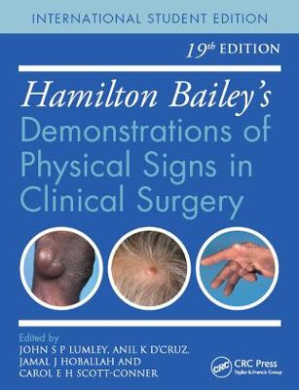 INTERNATIONAL STUDENT EDITION
19th EDITION
Hamilton Bailey's
Demonstrations of
Physical Signs in
Clinical Surgery
Edited by
JOHN S P LUMLEY, ANIL K D'CRUZ,
JAMAL J HOBALLAH AND
CAROL E H SCOTT-CONNER
CRC
CRC Press
Taylor & Francis Group